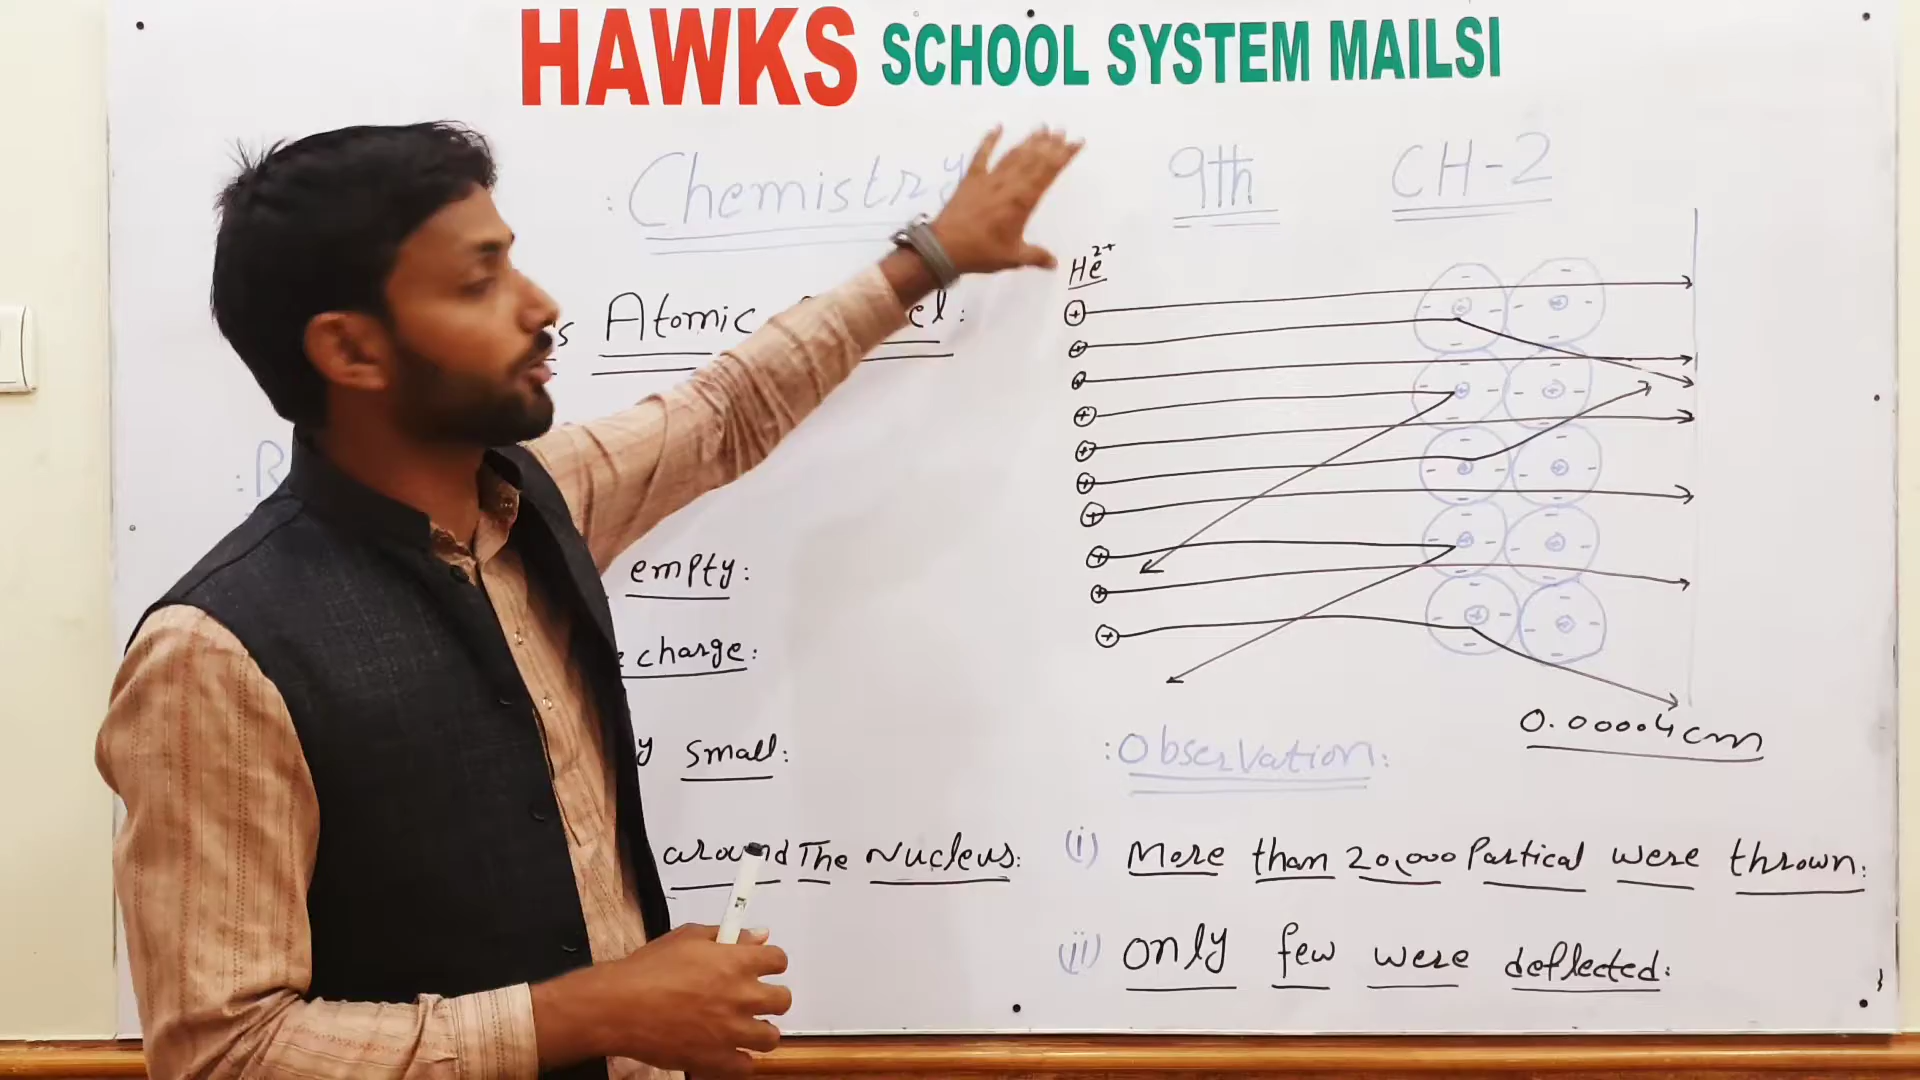 HAWKS SCHOOL SYSTEM MAILSI
: Chemistry 9th CH-2
Atomic
He²⁺
empty:
charge:
small:
around The Nucleus:
0.00004cm
:Observation:
(i) More than 20,000 Partical were thrown:
(ii) Only few were deflected: